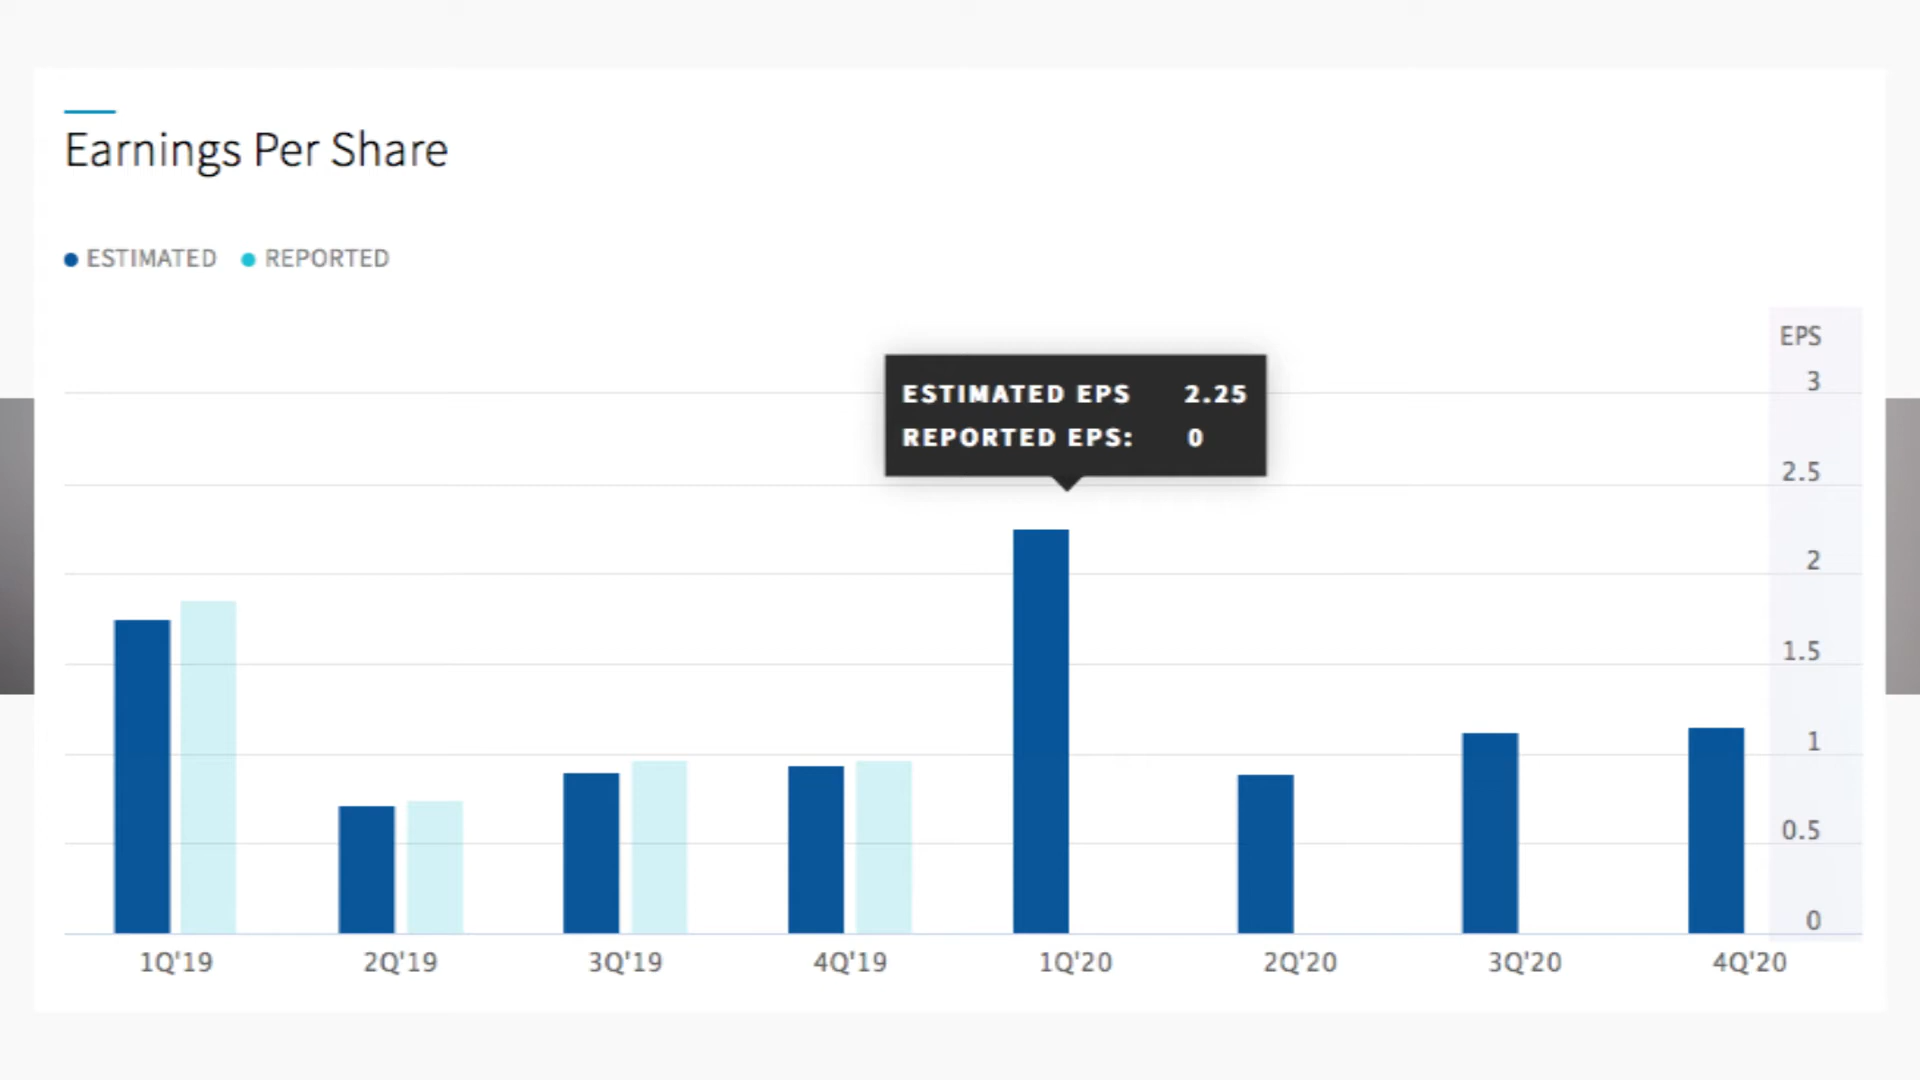 Earnings Per Share
ESTIMATED REPORTED
EPS
ESTIMATED EPS 2.25
REPORTED EPS: 0
3
2.5
2
1.5
1
0.5
0
1Q'19 2Q'19 3Q'19 4Q'19 1Q'20 2Q'20 3Q'20 4Q'20